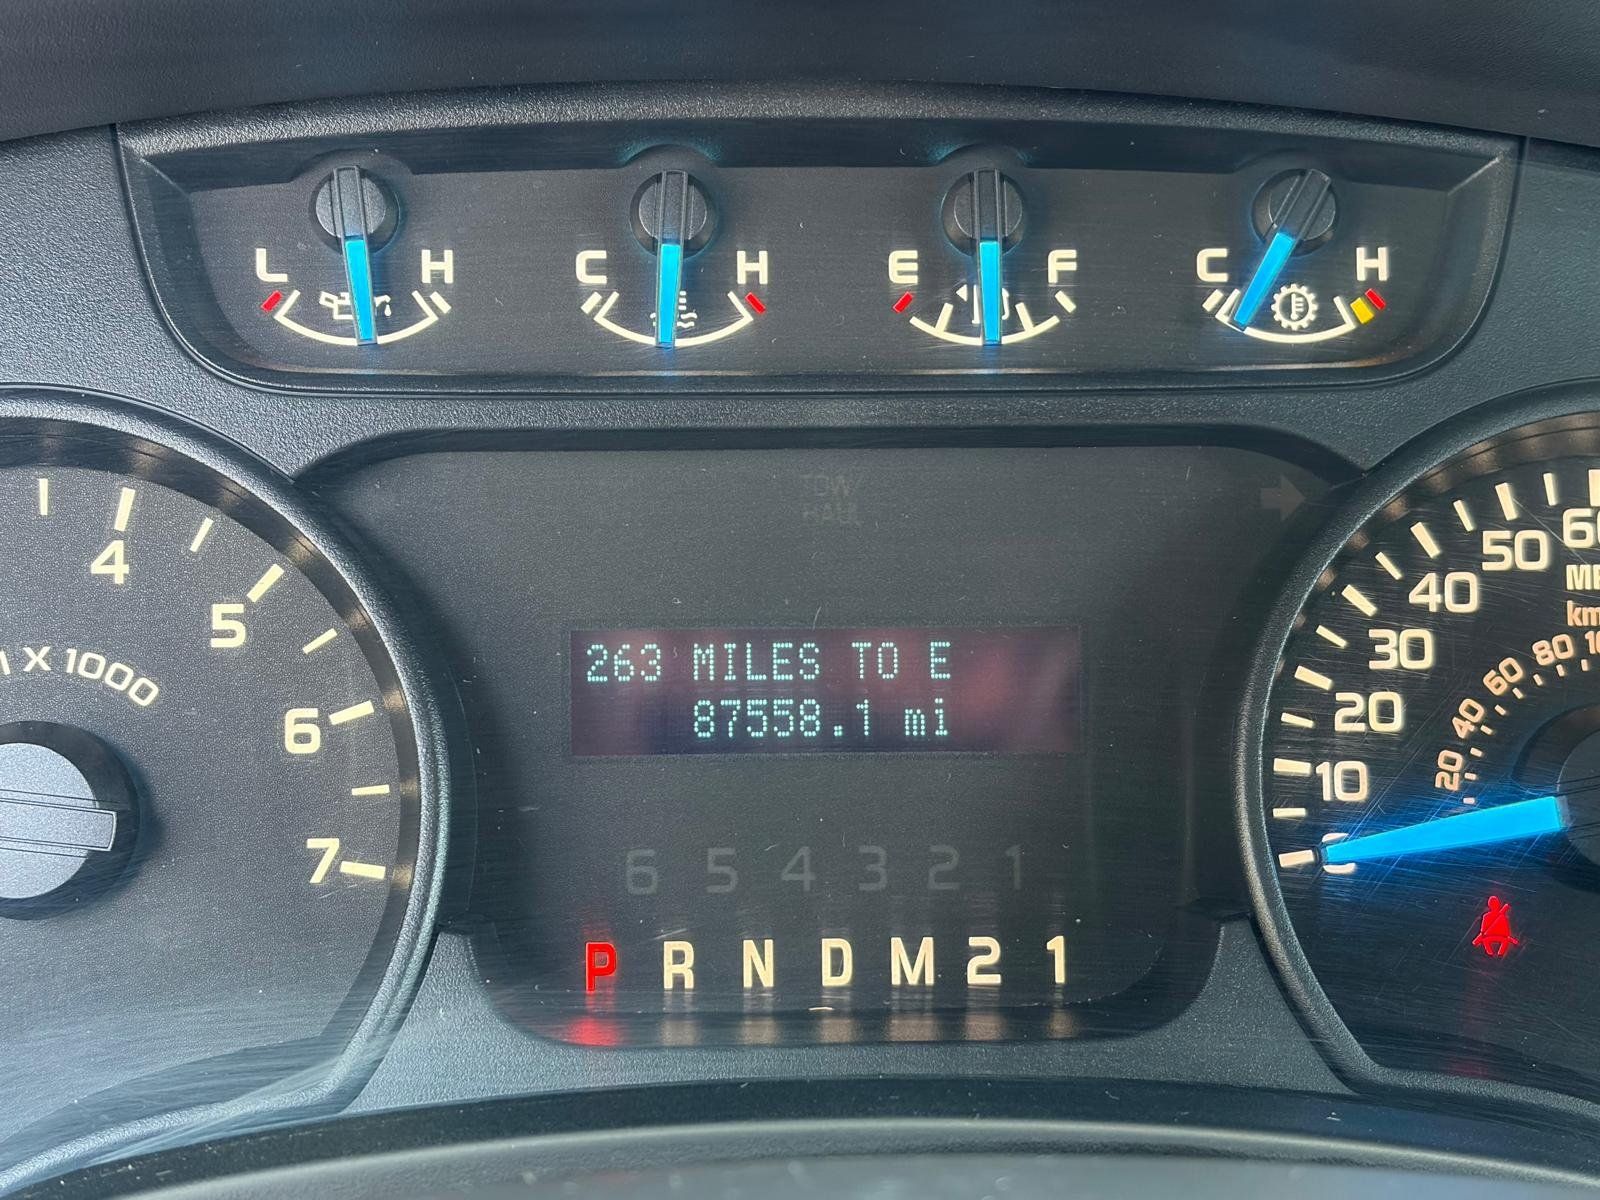 L H C H E F C H
TOW
HAUL
4
5
6
7
X 1000
263 MILES TO E
87558.1 mi
0 10 20 30 40 50
20 40 60 80
6 5 4 3 2 1
P R N D M 2 1